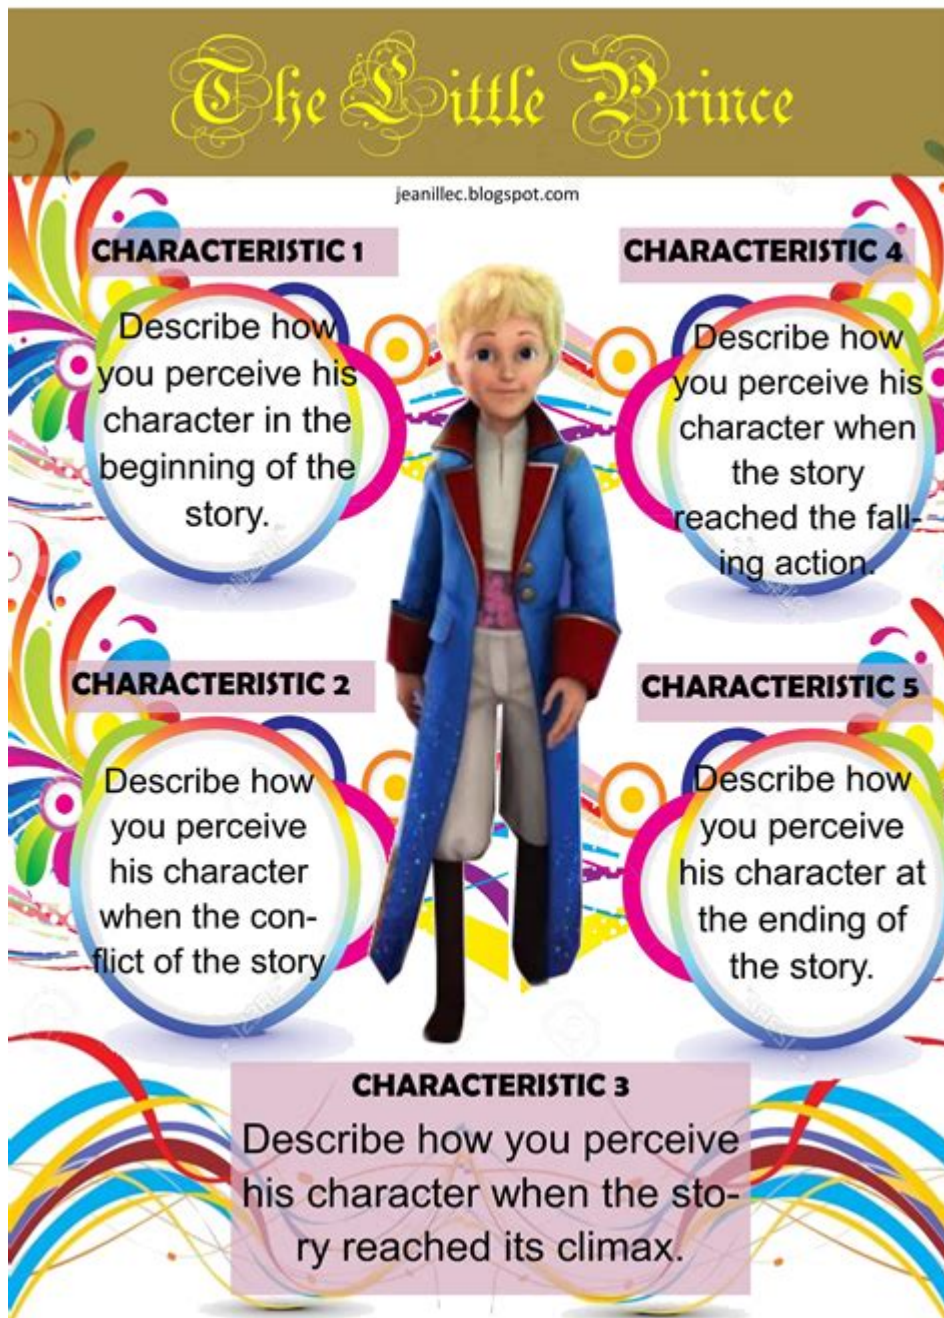 The Little Prince
jeanillec.blogspot.com
CHARACTERISTIC 1
Describe how
you perceive his
character in the
beginning of the
story.
CHARACTERISTIC 4
Describe how
you perceive his
character when
the story
reached the fall-
ing action.
CHARACTERISTIC 2
Describe how
you perceive
his character
when the con-
flict of the story
CHARACTERISTIC 5
Describe how
you perceive
his character at
the ending of
the story.
CHARACTERISTIC 3
Describe how you perceive
his character when the sto-
ry reached its climax.